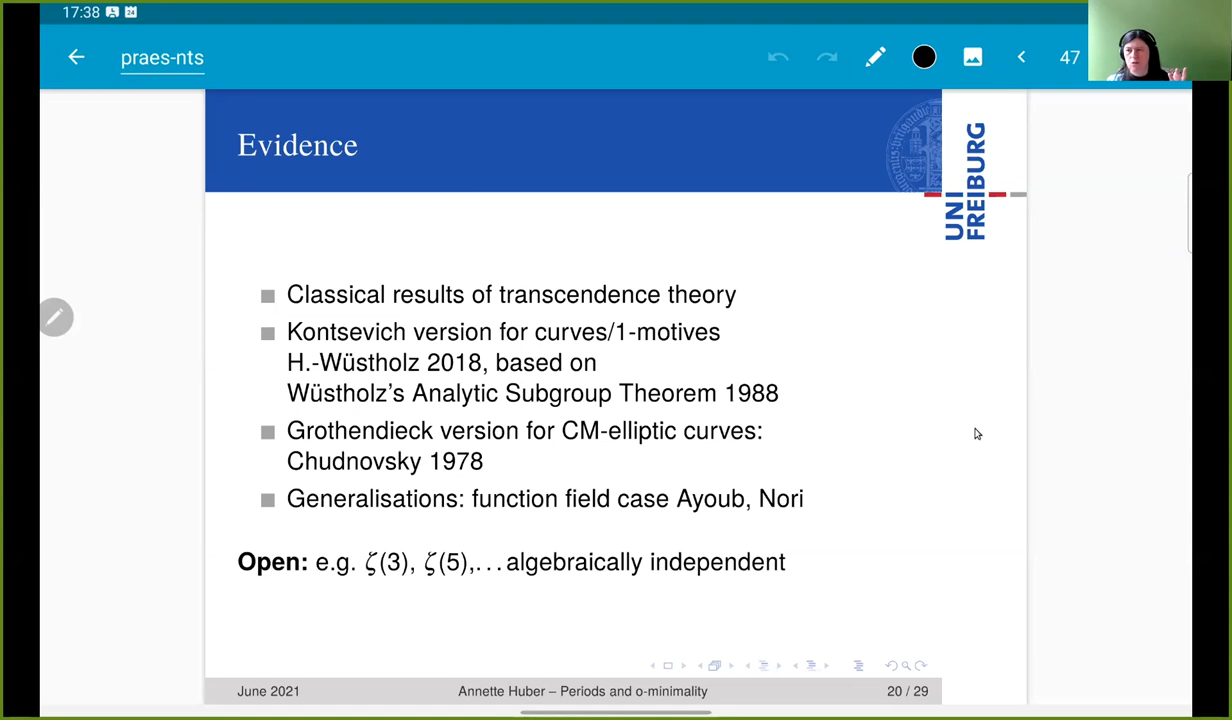 17:38
praes-nts
47
Evidence
UNI
FREIBURG
Classical results of transcendence theory
Kontsevich version for curves/1-motives
H.-Wüstholz 2018, based on
Wüstholz's Analytic Subgroup Theorem 1988
Grothendieck version for CM-elliptic curves:
Chudnovsky 1978
Generalisations: function field case Ayoub, Nori
Open: e.g. ζ(3), ζ(5),... algebraically independent
June 2021
Annette Huber – Periods and o-minimality
20 / 29